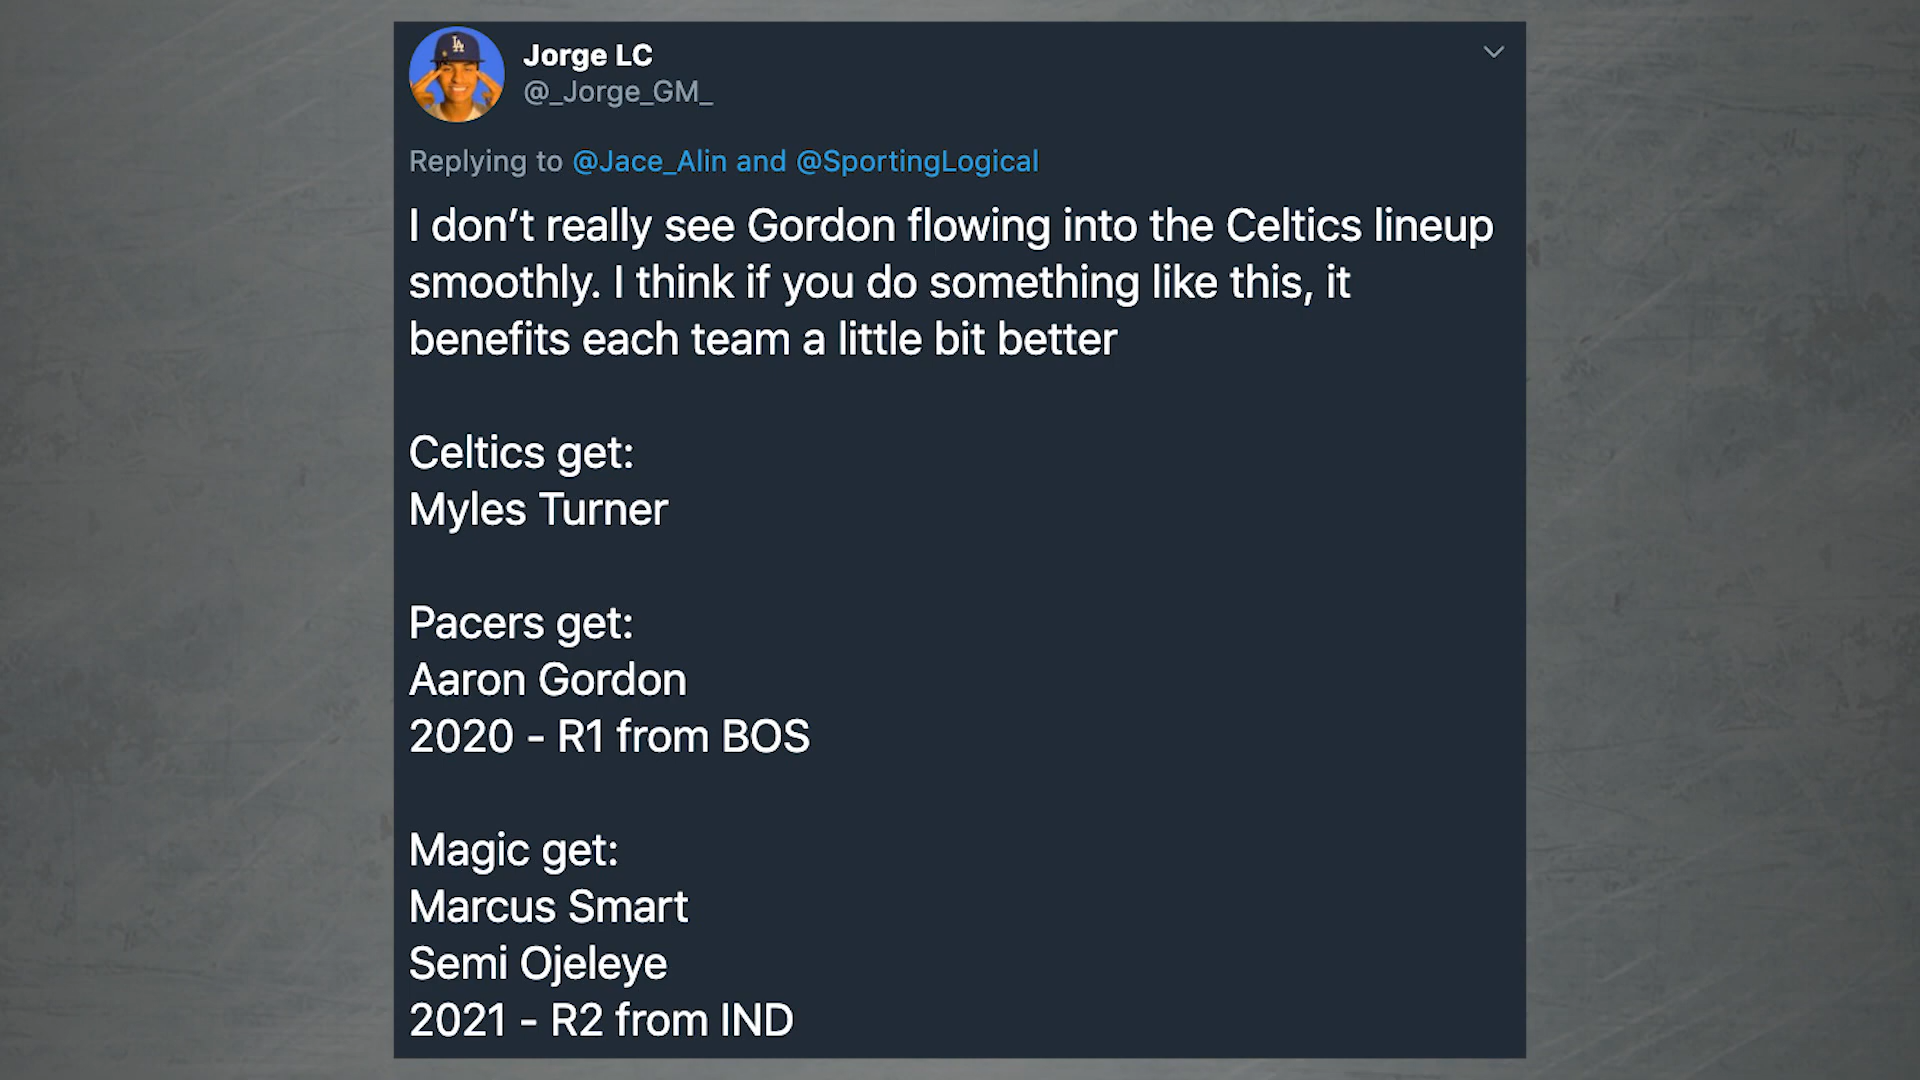 LA
Jorge LC
@_Jorge_GM_
Replying to @Jace_Alin and @SportingLogical
I don’t really see Gordon flowing into the Celtics lineup
smoothly. I think if you do something like this, it
benefits each team a little bit better
Celtics get:
Myles Turner
Pacers get:
Aaron Gordon
2020 - R1 from BOS
Magic get:
Marcus Smart
Semi Ojeleye
2021 - R2 from IND